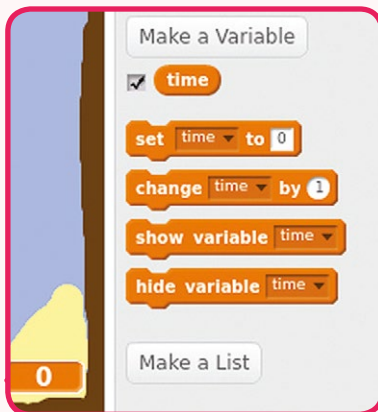 Make a Variable
time
set time to 0
change time by 1
show variable time
hide variable time
0
Make a List